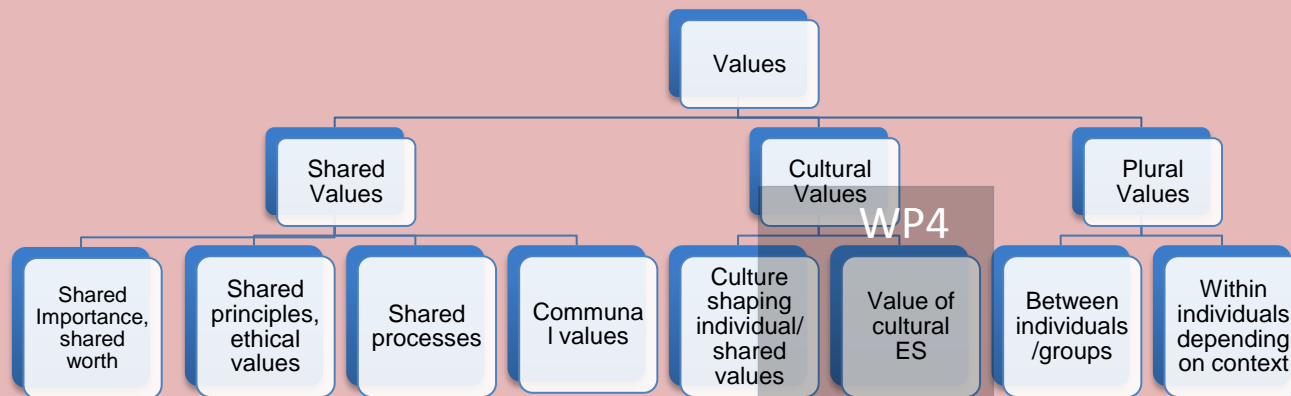 Values
Shared
Values
Cultural
Values
Plural
Values
WP4
Shared
Importance,
shared
worth
Shared
principles,
ethical
values
Shared
processes
Communa
l values
Culture
shaping
individual/
shared
values
Value of
cultural
ES
Between
individuals
/groups
Within
individuals
depending
on context